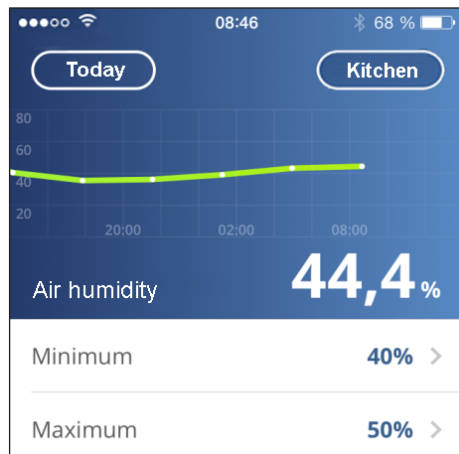 08:46 68 %
Today Kitchen
80
60
40
20
20:00 02:00 08:00
Air humidity 44,4 %
Minimum 40%
Maximum 50%